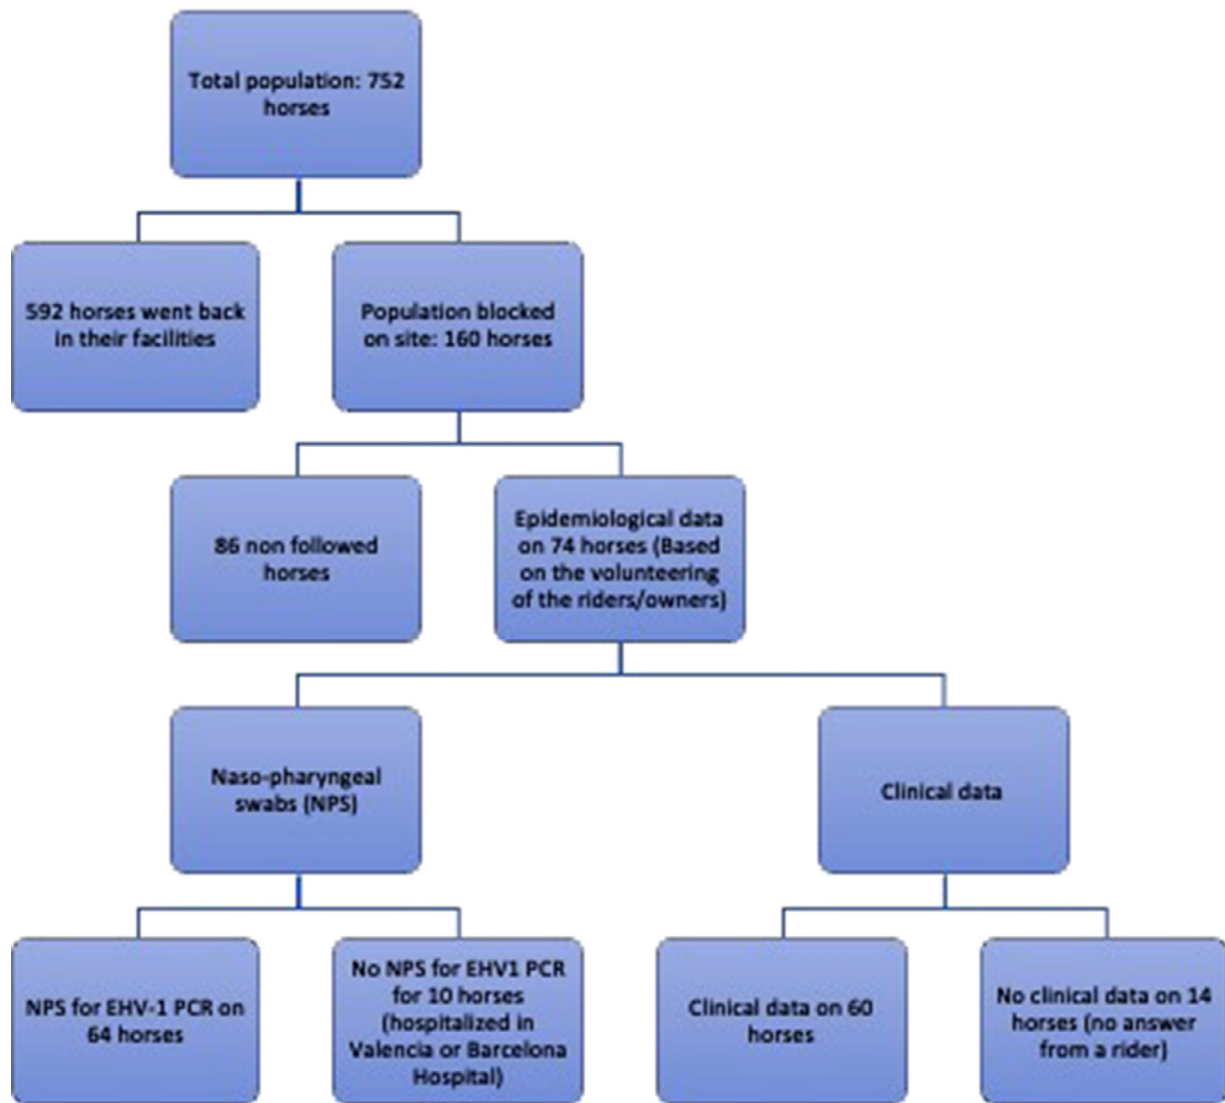 Total population: 752
horses
592 horses went back
in their facilities
Population blocked
on site: 160 horses
86 non followed
horses
Epidemiological data
on 74 horses (Based
on the volunteering
of the riders/owners)
Naso-pharyngeal
swabs (NPS)
Clinical data
NPS for EHV-1 PCR on
64 horses
No NPS for EHV1 PCR
for 10 horses
(hospitalized in
Valencia or Barcelona
Hospital)
Clinical data on 60
horses
No clinical data on 14
horses (no answer
from a rider)